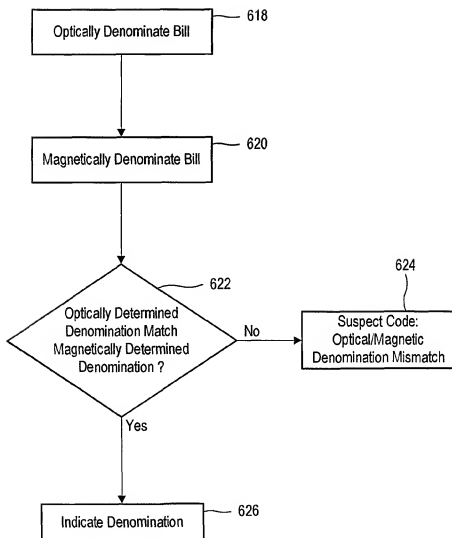 Optically Denominate Bill
618
Magnetically Denominate Bill
620
622
Optically Determined
Denomination Match
Magnetically Determined
Denomination ?
No
624
Suspect Code:
Optical/Magnetic
Denomination Mismatch
Yes
Indicate Denomination
626